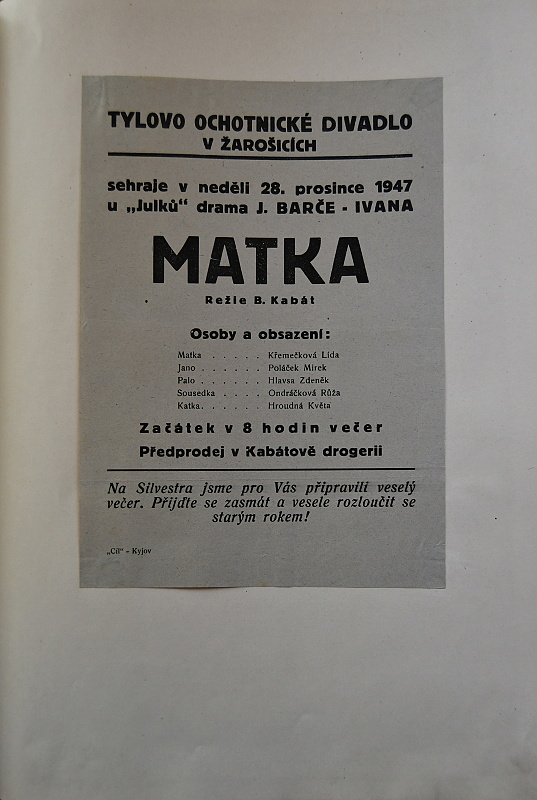 TYLOVO OCHOTNICKÉ DIVADLO
V ŽAROŠICÍCH
sehraje v neděli 28. prosince 1947
u „Julků“ drama J. BARČE - IVANA
MATKA
Režie B. Kabát
Osoby a obsazení:
Matka . . . . . Křemečková Lida
Jano . . . . . . Poláček Mirek
Palo . . . . . . Hlavsa Zdeněk
Sousedka . . . . Ondráčková Růža
Katka. . . . . . Hroudná Květa
Začátek v 8 hodin večer
Předprodej v Kabátově drogerii
Na Silvestra jsme pro Vás připravili veselý
večer. Přijďte se zasmát a vesele rozloučit se
starým rokem!
„Cíl“ - Kyjov